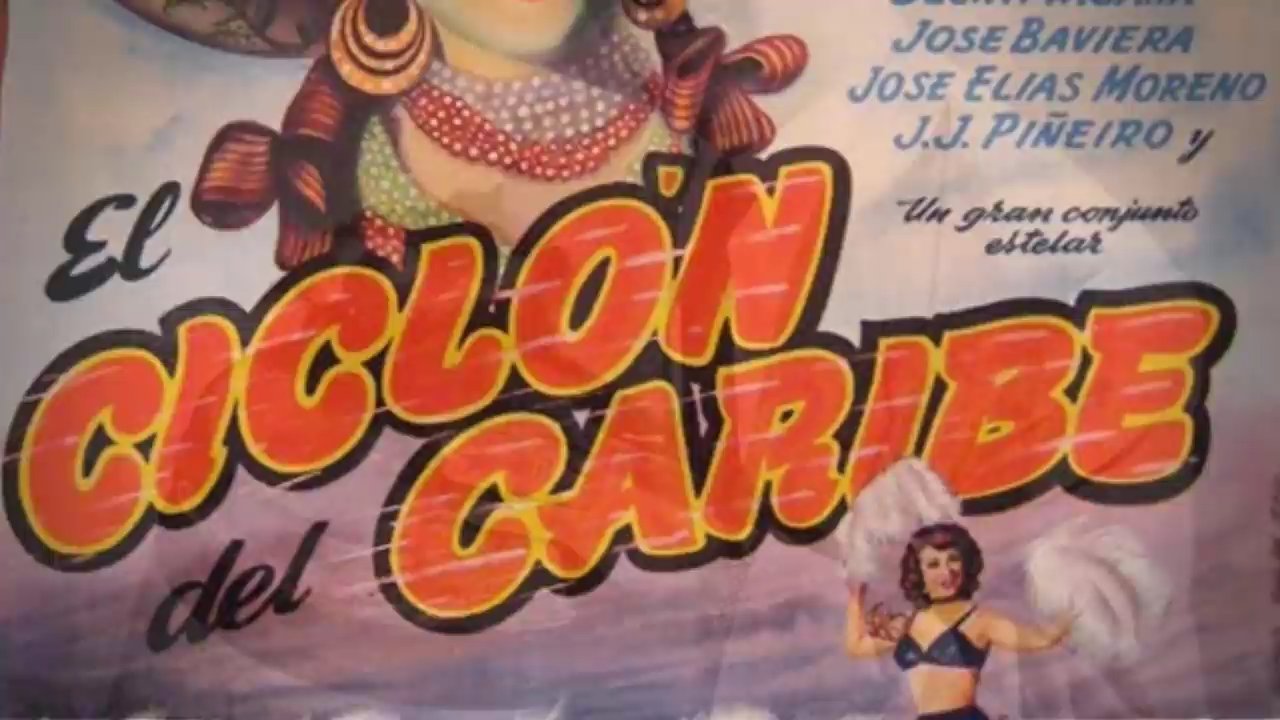 JOSE BAVIERA
JOSE ELIAS MORENO
J.J. PIÑEIRO y
Un gran conjunto
estelar
El
CICLÓN
del
CARIBE